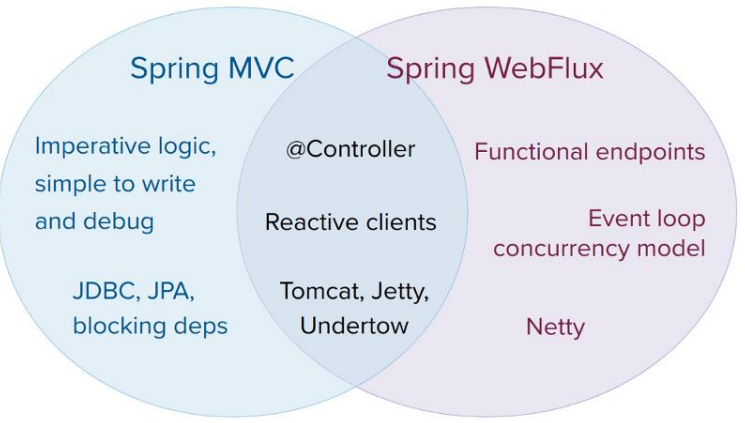 Spring MVC
Spring WebFlux
Imperative logic,
simple to write
and debug
JDBC, JPA,
blocking deps
@Controller
Reactive clients
Tomcat, Jetty,
Undertow
Functional endpoints
Event loop
concurrency model
Netty